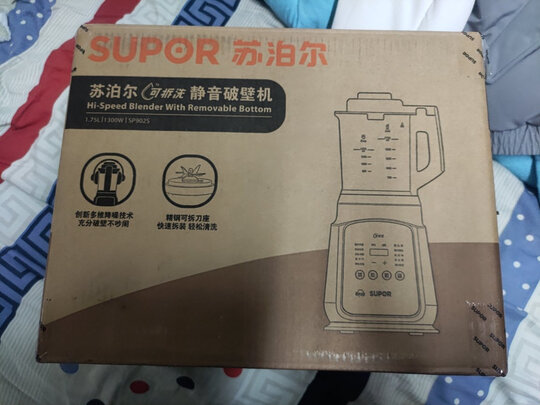 SUPOR 苏泊尔
苏泊尔 可拆洗 静音破壁机
Hi-Speed Blender With Removable Bottom
1.75L | 1300W | SP902S
创新多维降噪技术
充分破壁不吵闹
精钢可拆刀座
快速拆装 轻松清洗
SUPOR